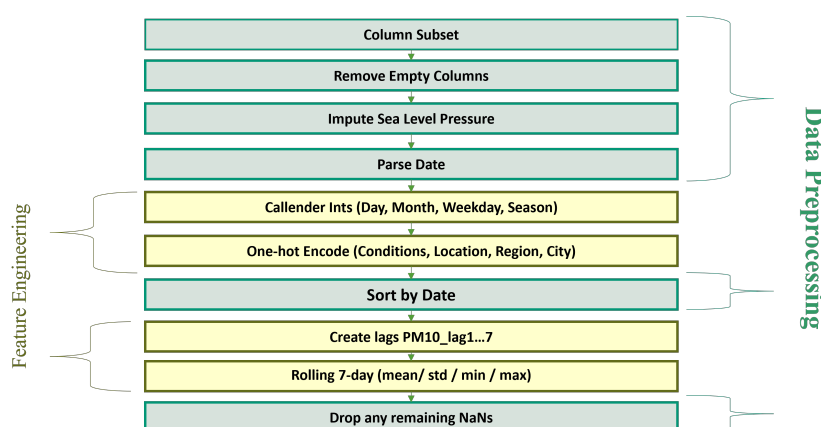 Column Subset
Remove Empty Columns
Impute Sea Level Pressure
Parse Date
Callender Ints (Day, Month, Weekday, Season)
One-hot Encode (Conditions, Location, Region, City)
Sort by Date
Create lags PM10_lag1…7
Rolling 7-day (mean/ std / min / max)
Drop any remaining NaNs
Feature Engineering
Data Preprocessing